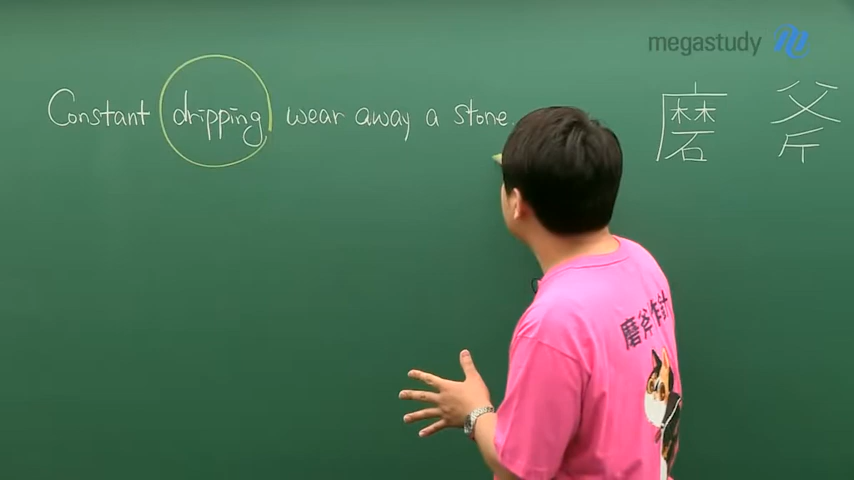 megastudy
Constant dripping wear away a stone.
磨 斧
磨斧作針